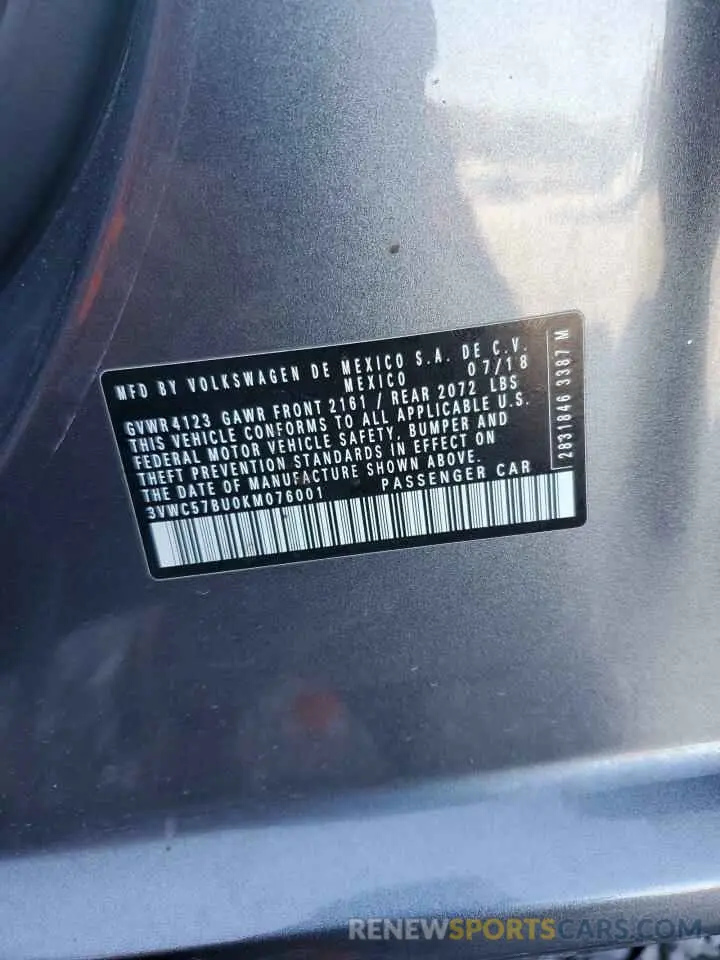 MFD BY VOLKSWAGEN DE MEXICO S.A. DE C.V.
MEXICO 07/18
GVWR4123 GAWR FRONT 2161 / REAR 2072 LBS
THIS VEHICLE CONFORMS TO ALL APPLICABLE U.S.
FEDERAL MOTOR VEHICLE SAFETY, BUMPER AND
THEFT PREVENTION STANDARDS IN EFFECT ON
THE DATE OF MANUFACTURE SHOWN ABOVE.
3VWC57BU0KM076001 PASSENGER CAR
2831846 3387 M
RENEWSPORTSCARS.COM